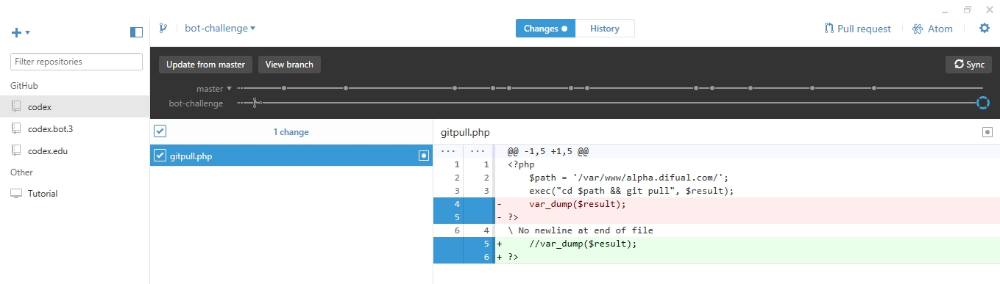 bot-challenge
Changes
History
Pull request
Atom
Filter repositories
Update from master
View branch
Sync
GitHub
master
codex
bot-challenge
codex.bot.3
1 change
gitpull.php
codex.edu
gitpull.php
... ... @@ -1,5 +1,5 @@
Other
1 1 <?php
Tutorial
2 2 $path = '/var/www/alpha.difual.com/';
3 3 exec("cd $path && git pull", $result);
4 - var_dump($result);
5 - ?>
6 4 \ No newline at end of file
5 + //var_dump($result);
6 + ?>